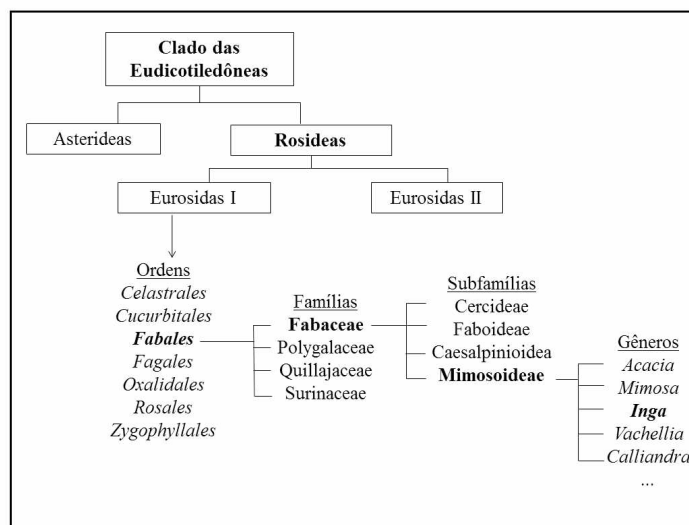 Clado das
Eudicotiledôneas
Asterideas
Rosideas
Eurosidas I
Eurosidas II
Ordens
Celastrales
Cucurbitales
Fabales
Fagales
Oxalidales
Rosales
Zygophyllales
Famílias
Fabaceae
Polygalaceae
Quillajaceae
Surinaceae
Subfamílias
Cercideae
Faboideae
Caesalpinioidea
Mimosoideae
Gêneros
Acacia
Mimosa
Inga
Vachellia
Calliandra
...